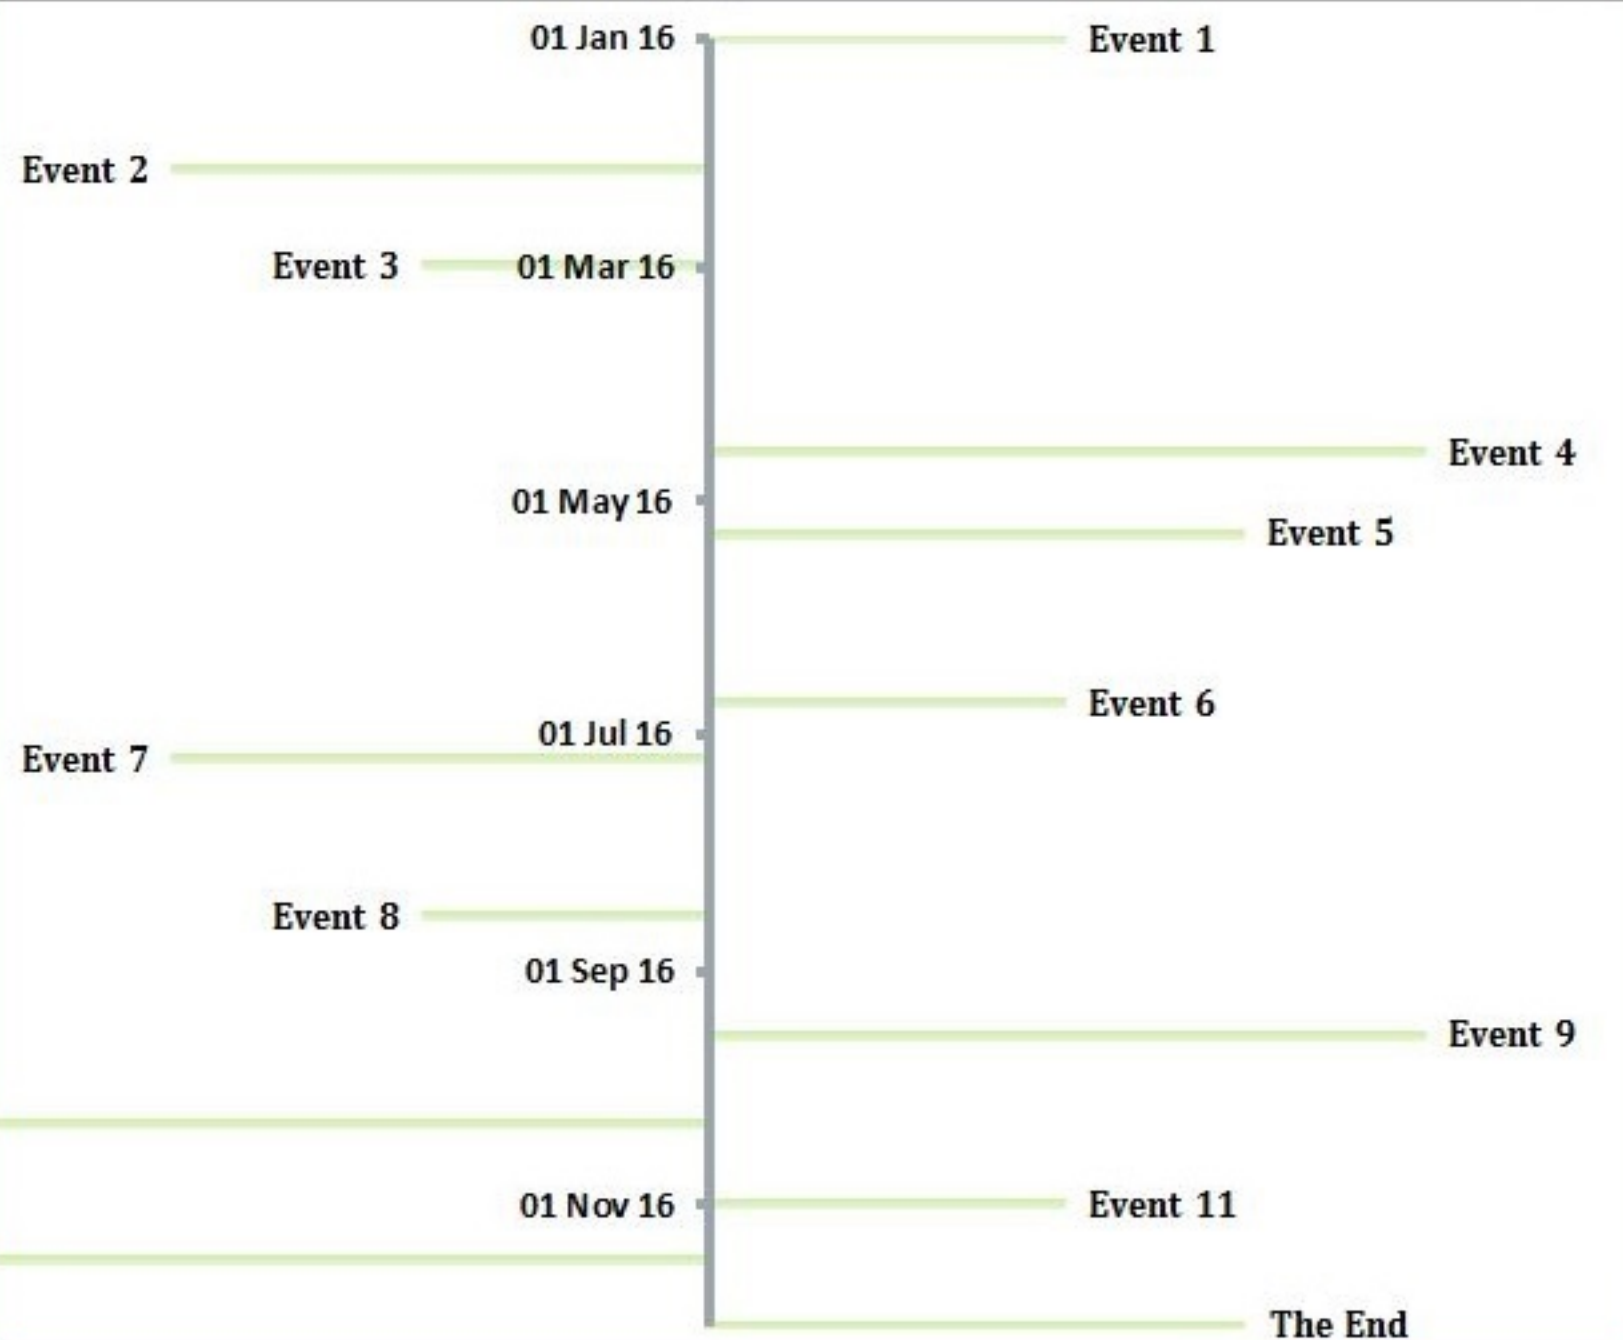 01 Jan 16
Event 1
Event 2
Event 3
01 Mar 16
Event 4
01 May 16
Event 5
Event 6
01 Jul 16
Event 7
Event 8
01 Sep 16
Event 9
01 Nov 16
Event 11
The End